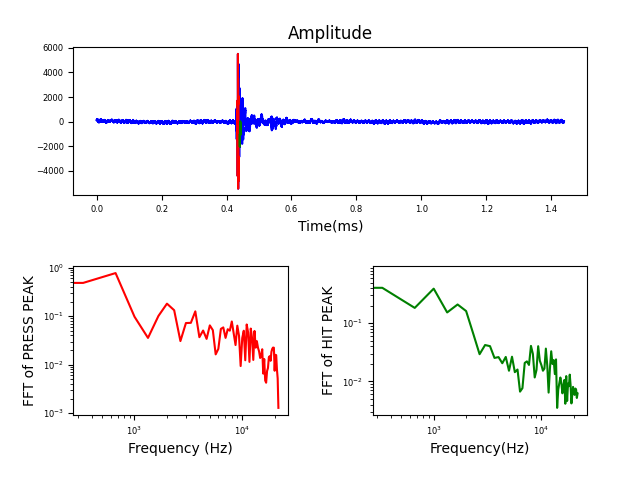 Amplitude
6000
4000
2000
0
−2000
−4000
0.0 0.2 0.4 0.6 0.8 1.0 1.2 1.4
Time(ms)
FFT of PRESS PEAK
10⁰
10⁻¹
10⁻²
10⁻³
10³ 10⁴
Frequency (Hz)
FFT of HIT PEAK
10⁻¹
10⁻²
10³ 10⁴
Frequency(Hz)